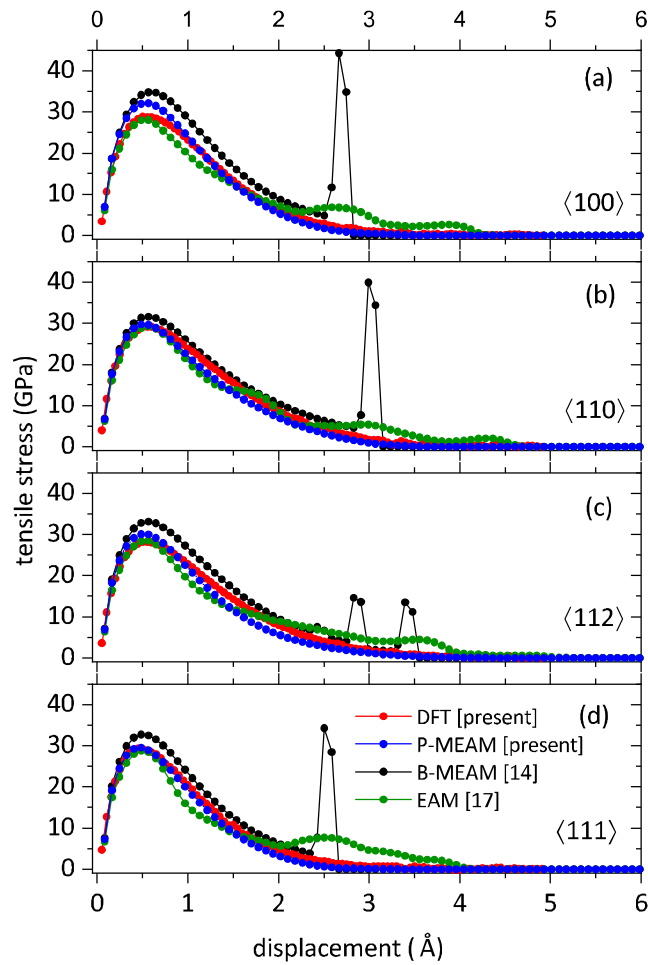 0 1 2 3 4 5 6
40
30
20
10
0
(a)
⟨100⟩
40
30
20
10
0
(b)
⟨110⟩
40
30
20
10
0
(c)
⟨112⟩
40
30
20
10
0
(d)
DFT [present]
P-MEAM [present]
B-MEAM [14]
EAM [17]
⟨111⟩
tensile stress (GPa)
0 1 2 3 4 5 6
displacement ( Å)